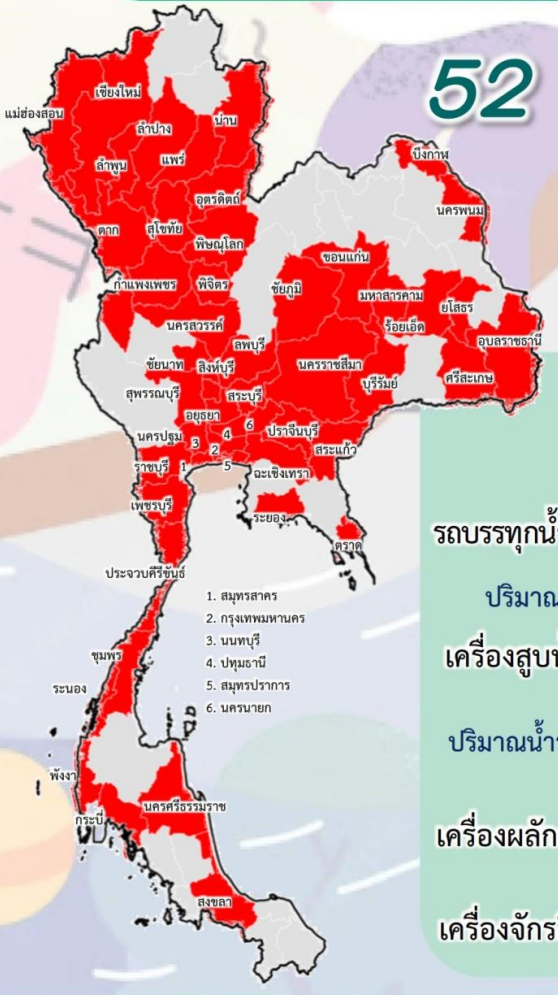 52
เชียงใหม่
แม่ฮ่องสอน
ลำปาง
น่าน
ลำพูน
แพร่
อุตรดิตถ์
ตาก
สุโขทัย
พิษณุโลก
กำแพงเพชร
พิจิตร
นครสวรรค์
ลพบุรี
ชัยนาท
สิงห์บุรี
สุพรรณบุรี
สระบุรี
อยุธยา
นครปฐม
3
4
6
2
ราชบุรี
1
5
เพชรบุรี
ประจวบคีรีขันธ์
บึงกาฬ
นครพนม
ขอนแก่น
ชัยภูมิ
มหาสารคาม
ยโสธร
ร้อยเอ็ด
อุบลราชธานี
นครราชสีมา
บุรีรัมย์
ศรีสะเกษ
ปราจีนบุรี
สระแก้ว
ฉะเชิงเทรา
ระยอง
ตราด
1. สมุทรสาคร
2. กรุงเทพมหานคร
3. นนทบุรี
4. ปทุมธานี
5. สมุทรปราการ
6. นครนายก
ชุมพร
ระนอง
พังงา
นครศรีธรรมราช
กระบี่
สงขลา
รถบรรทุกน้ำ
ปริมาณ
เครื่องสูบ
ปริมาณน้ำ
เครื่องผลัก
เครื่องจักร